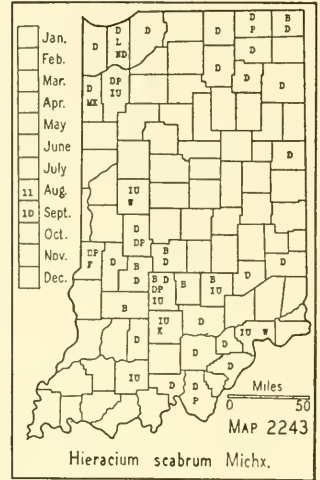 Jan.
Feb.
Mar.
Apr.
May
June
July
11 Aug.
10 Sept.
Oct.
Nov.
Dec.
D
D
L
ND
D
D
D
P
B
D
D
D
MX
DP
IU
D
D
D
D
IU
W
D
DP
DP
F
D
B
D
B
D
D
D
B
B D
DP
IU
B
B
IU
D
IU
K
D
D
IU
W
D
D
IU
D
D
P
Miles
0 50
MAP 2243
Hieracium scabrum Michx.